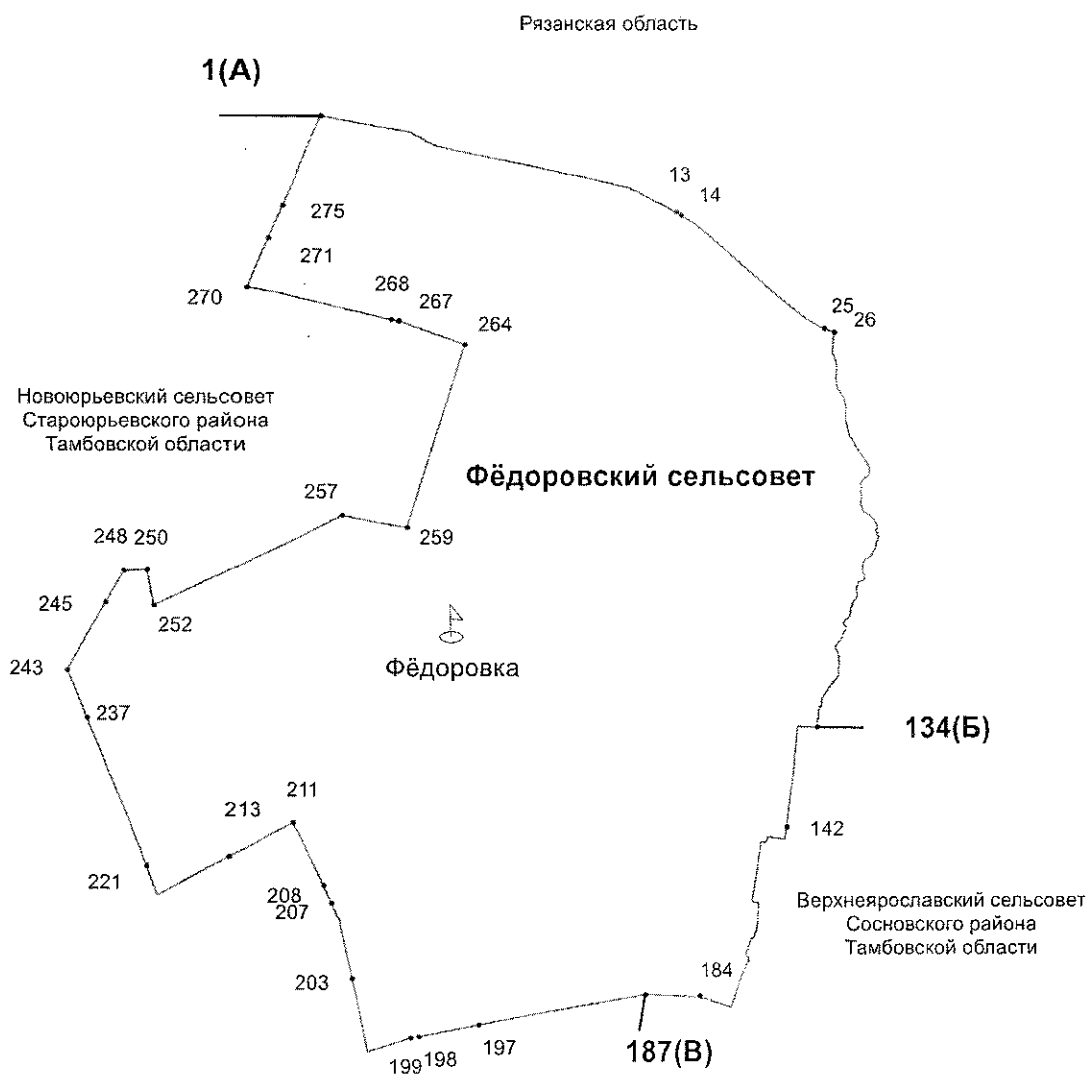 Рязанская область
1(А)
13
14
275
271
270
268
267
264
25
26
Новоюрьевский сельсовет
Староюрьевского района
Тамбовской области
Фёдоровский сельсовет
257
259
248
250
245
252
243
Фёдоровка
237
134(Б)
211
213
142
221
208
207
Верхнеярославский сельсовет
Сосновского района
Тамбовской области
203
184
199
198
197
187(В)